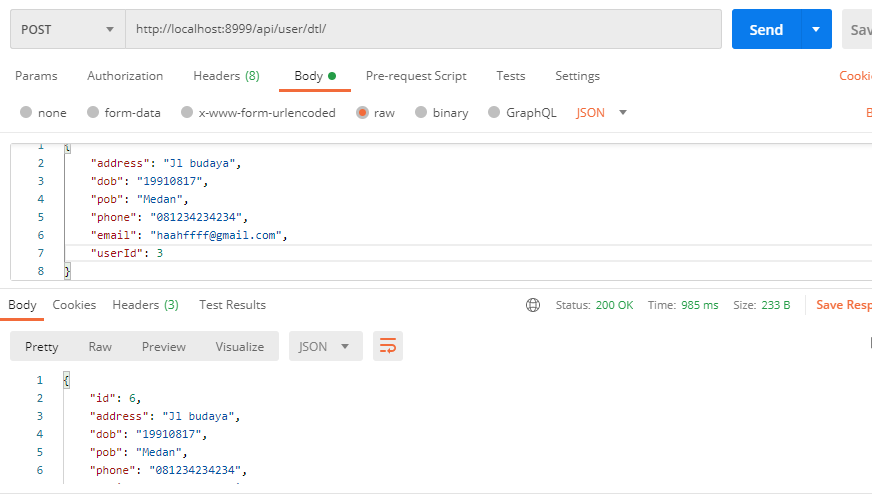 POST http://localhost:8999/api/user/dtl/ Send Sav
Params Authorization Headers (8) Body Pre-request Script Tests Settings Cooki
none form-data x-www-form-urlencoded raw binary GraphQL JSON B
1 {
2 "address": "Jl budaya",
3 "dob": "19910817",
4 "pob": "Medan",
5 "phone": "081234234234",
6 "email": "haahffff@gmail.com",
7 "userId": 3
8 }
Body Cookies Headers (3) Test Results Status: 200 OK Time: 985 ms Size: 233 B Save Resp
Pretty Raw Preview Visualize JSON
1 {
2 "id": 6,
3 "address": "Jl budaya",
4 "dob": "19910817",
5 "pob": "Medan",
6 "phone": "081234234234",